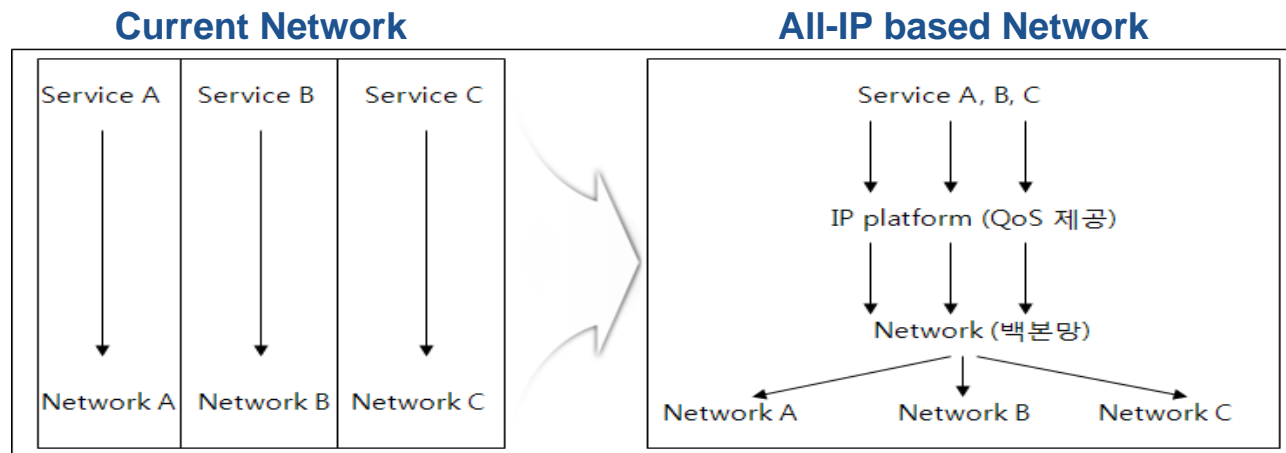 Current Network
All-IP based Network
Service A
Service B
Service C
Network A
Network B
Network C
Service A, B, C
IP platform (QoS 제공)
Network (백본망)
Network A
Network B
Network C